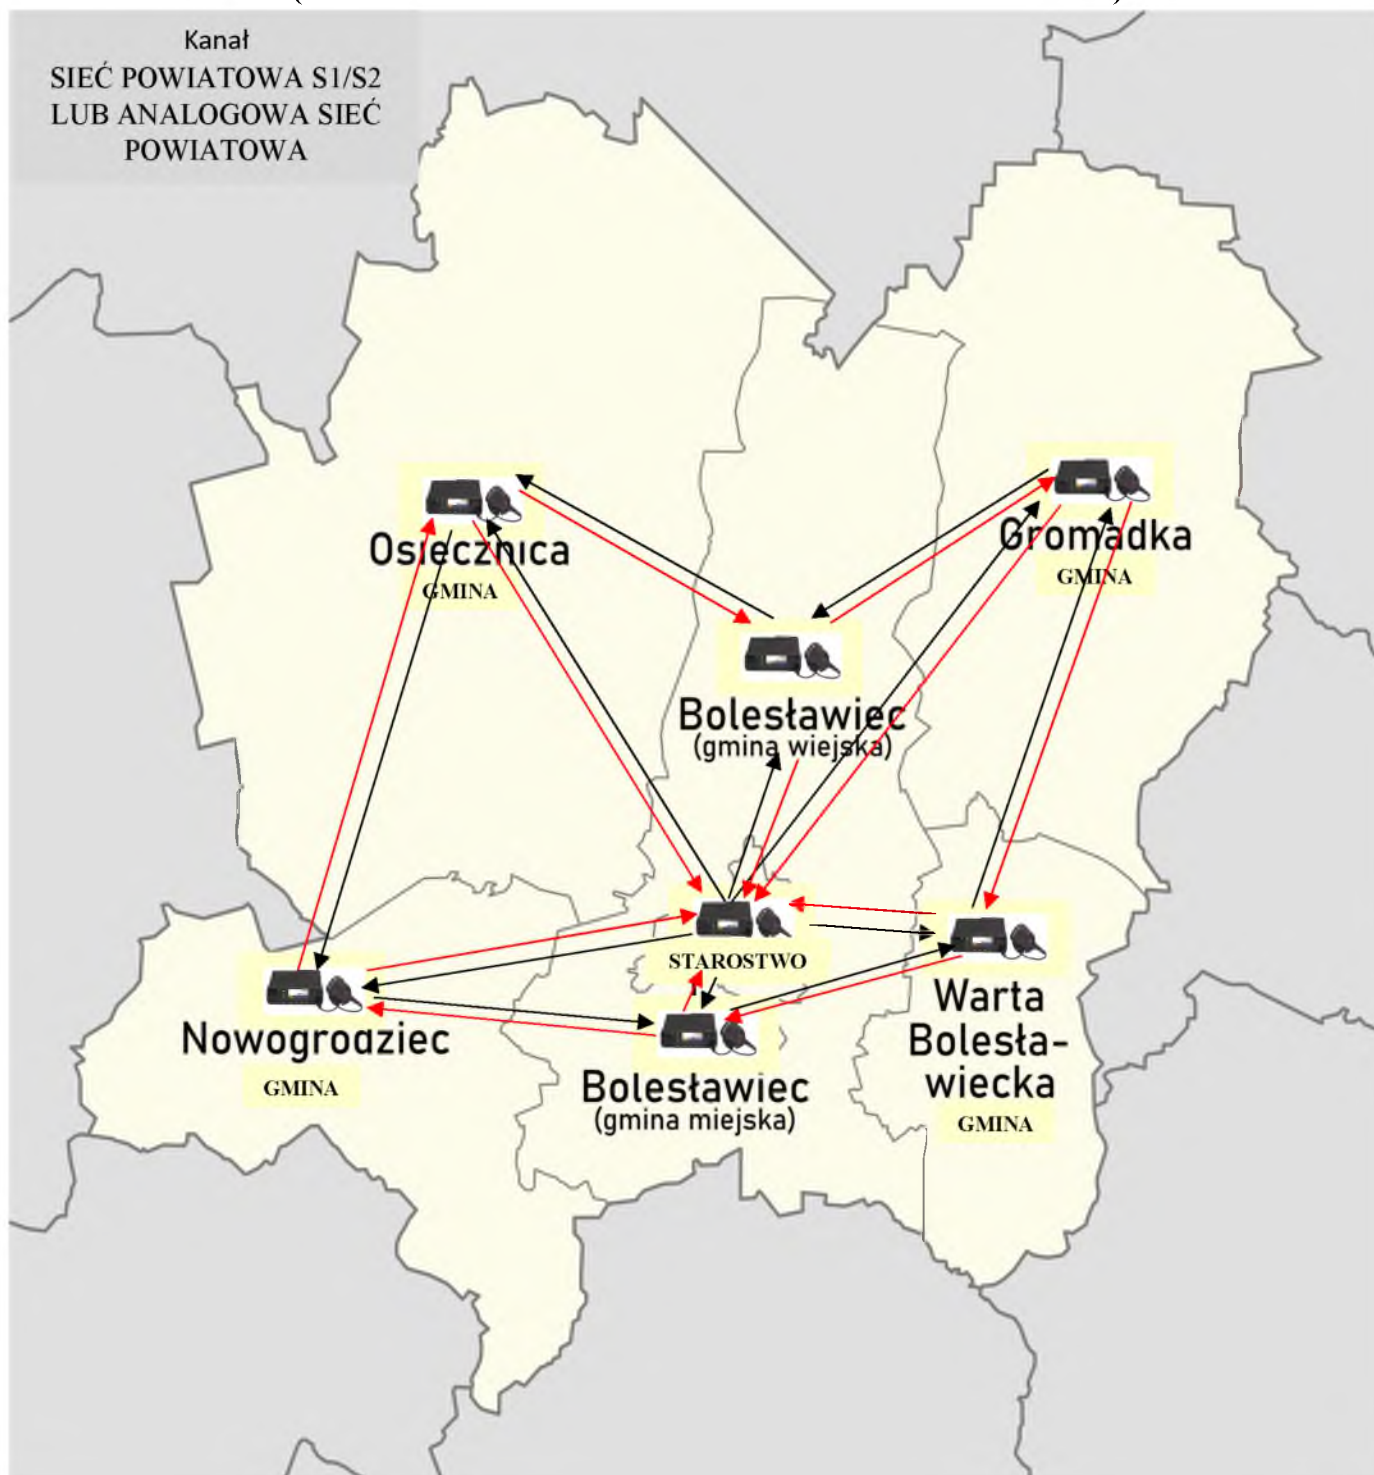 Kanał
SIEĆ POWIATOWA S1/S2
LUB ANALOGOWA SIEĆ
POWIATOWA
Osiecznica
GMINA
Gromadka
GMINA
Bolesławiec
(gmina wiejska)
STAROSTWO
Nowogrodziec
GMINA
Bolesławiec
(gmina miejska)
Warta
Bolesła-
wiecka
GMINA